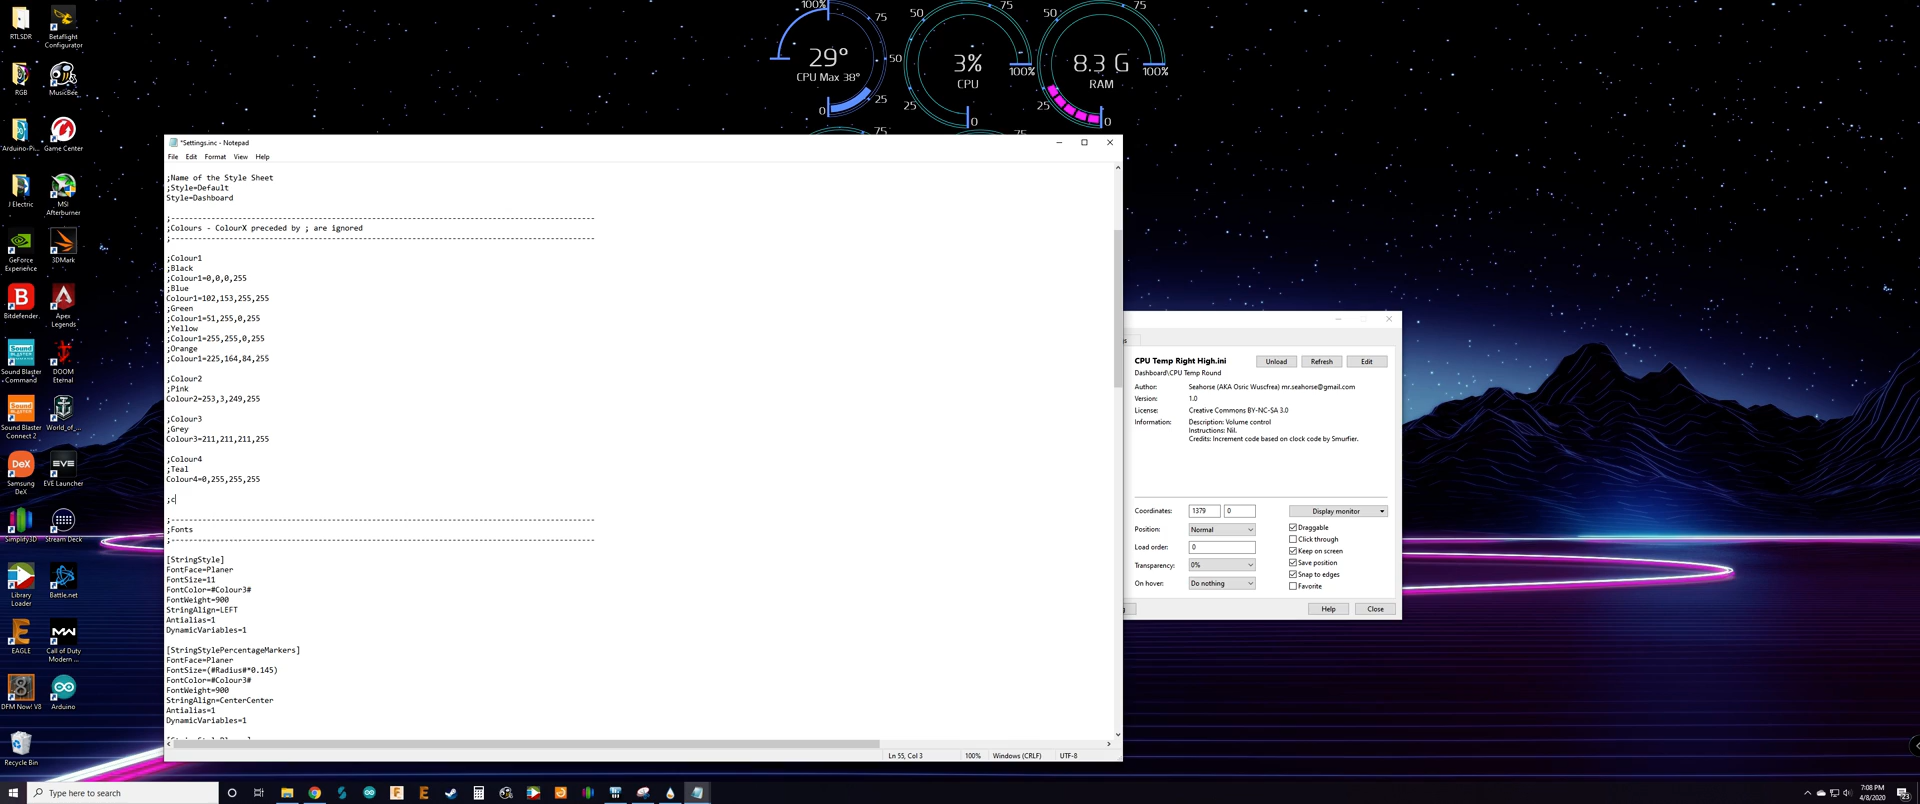 RTLSDR
Betaflight
Configurator
RGB
MusicBee
Arduino-Pi...
Game Center
J Electric
MSI
Afterburner
GeForce
Experience
3DMark
Bitdefender
Apex
Legends
Sound Blaster
Command
DOOM
Eternal
Sound Blaster
Connect 2
World_of_...
Samsung
DeX
EVE Launcher
Simplify3D
Stream Deck
Library
Loader
Battle.net
EAGLE
Call of Duty
Modern ...
DFM Now! V8
Arduino
Recycle Bin
100%
75
50
25
0
29°
CPU Max 38°
50
75
100%
25
0
3%
CPU
50
75
100%
25
0
8.3 G
RAM
75
75
*Settings.inc - Notepad
File Edit Format View Help
;Name of the Style Sheet
;Style=Default
Style=Dashboard
;--------------------------------------------------------------------------------------------
;Colours - ColourX preceded by ; are ignored
;--------------------------------------------------------------------------------------------
;Colour1
;Black
;Colour1=0,0,0,255
;Blue
Colour1=102,153,255,255
;Green
;Colour1=51,255,0,255
;Yellow
;Colour1=255,255,0,255
;Orange
;Colour1=225,164,84,255
;Colour2
;Pink
Colour2=253,3,249,255
;Colour3
;Grey
Colour3=211,211,211,255
;Colour4
;Teal
Colour4=0,255,255,255
;c
;--------------------------------------------------------------------------------------------
;Fonts
;--------------------------------------------------------------------------------------------
[StringStyle]
FontFace=Planer
FontSize=11
FontColor=#Colour3#
FontWeight=900
StringAlign=LEFT
Antialias=1
DynamicVariables=1
[StringStylePercentageMarkers]
FontFace=Planer
FontSize=(#Radius#*0.145)
FontColor=#Colour3#
FontWeight=900
StringAlign=CenterCenter
Antialias=1
DynamicVariables=1
Ln 55, Col 3 100% Windows (CRLF) UTF-8
gs
CPU Temp Right High.ini Unload Refresh Edit
Dashboard\CPU Temp Round
Author: Seahorse (AKA Osric Wuscfrea) mr.seahorse@gmail.com
Version: 1.0
License: Creative Commons BY-NC-SA 3.0
Information: Description: Volume control
Instructions: Nil.
Credits: Increment code based on clock code by Smurfier.
Coordinates: 1379 0 Display monitor
Position: Normal
Load order: 0
Transparency: 0%
On hover: Do nothing
Draggable
Click through
Keep on screen
Save position
Snap to edges
Favorite
g
Help Close
Type here to search
7:08 PM
4/8/2020
23